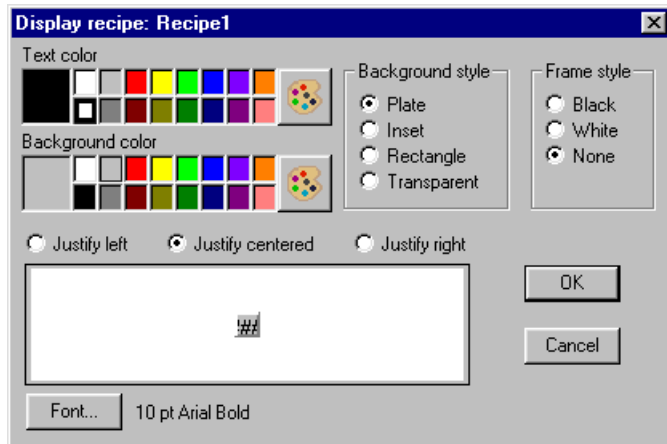 Display recipe: Recipe1
Text color
Background color
Background style
Plate
Inset
Rectangle
Transparent
Frame style
Black
White
None
Justify left Justify centered Justify right
##
OK
Cancel
Font... 10 pt Arial Bold